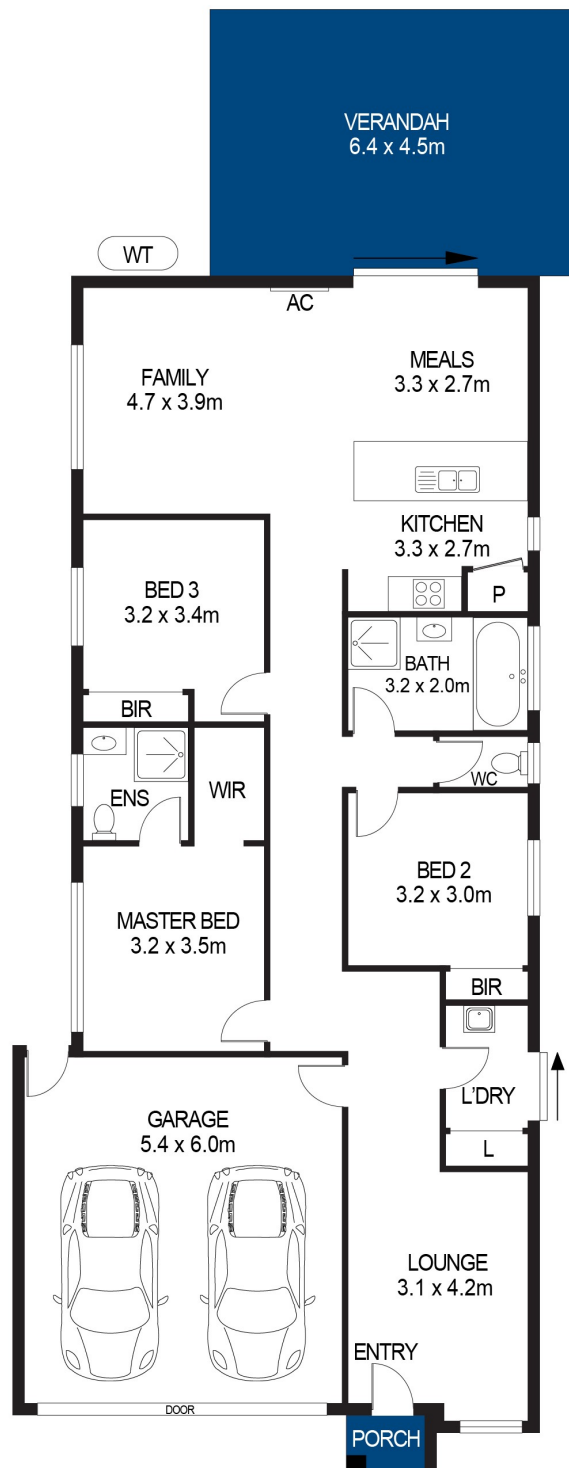 VERANDAH
6.4 x 4.5m
WT
AC
FAMILY
4.7 x 3.9m
MEALS
3.3 x 2.7m
KITCHEN
3.3 x 2.7m
P
BED 3
3.2 x 3.4m
BIR
BATH
3.2 x 2.0m
ENS
WIR
WC
BED 2
3.2 x 3.0m
BIR
MASTER BED
3.2 x 3.5m
L'DRY
L
GARAGE
5.4 x 6.0m
LOUNGE
3.1 x 4.2m
ENTRY
DOOR
PORCH